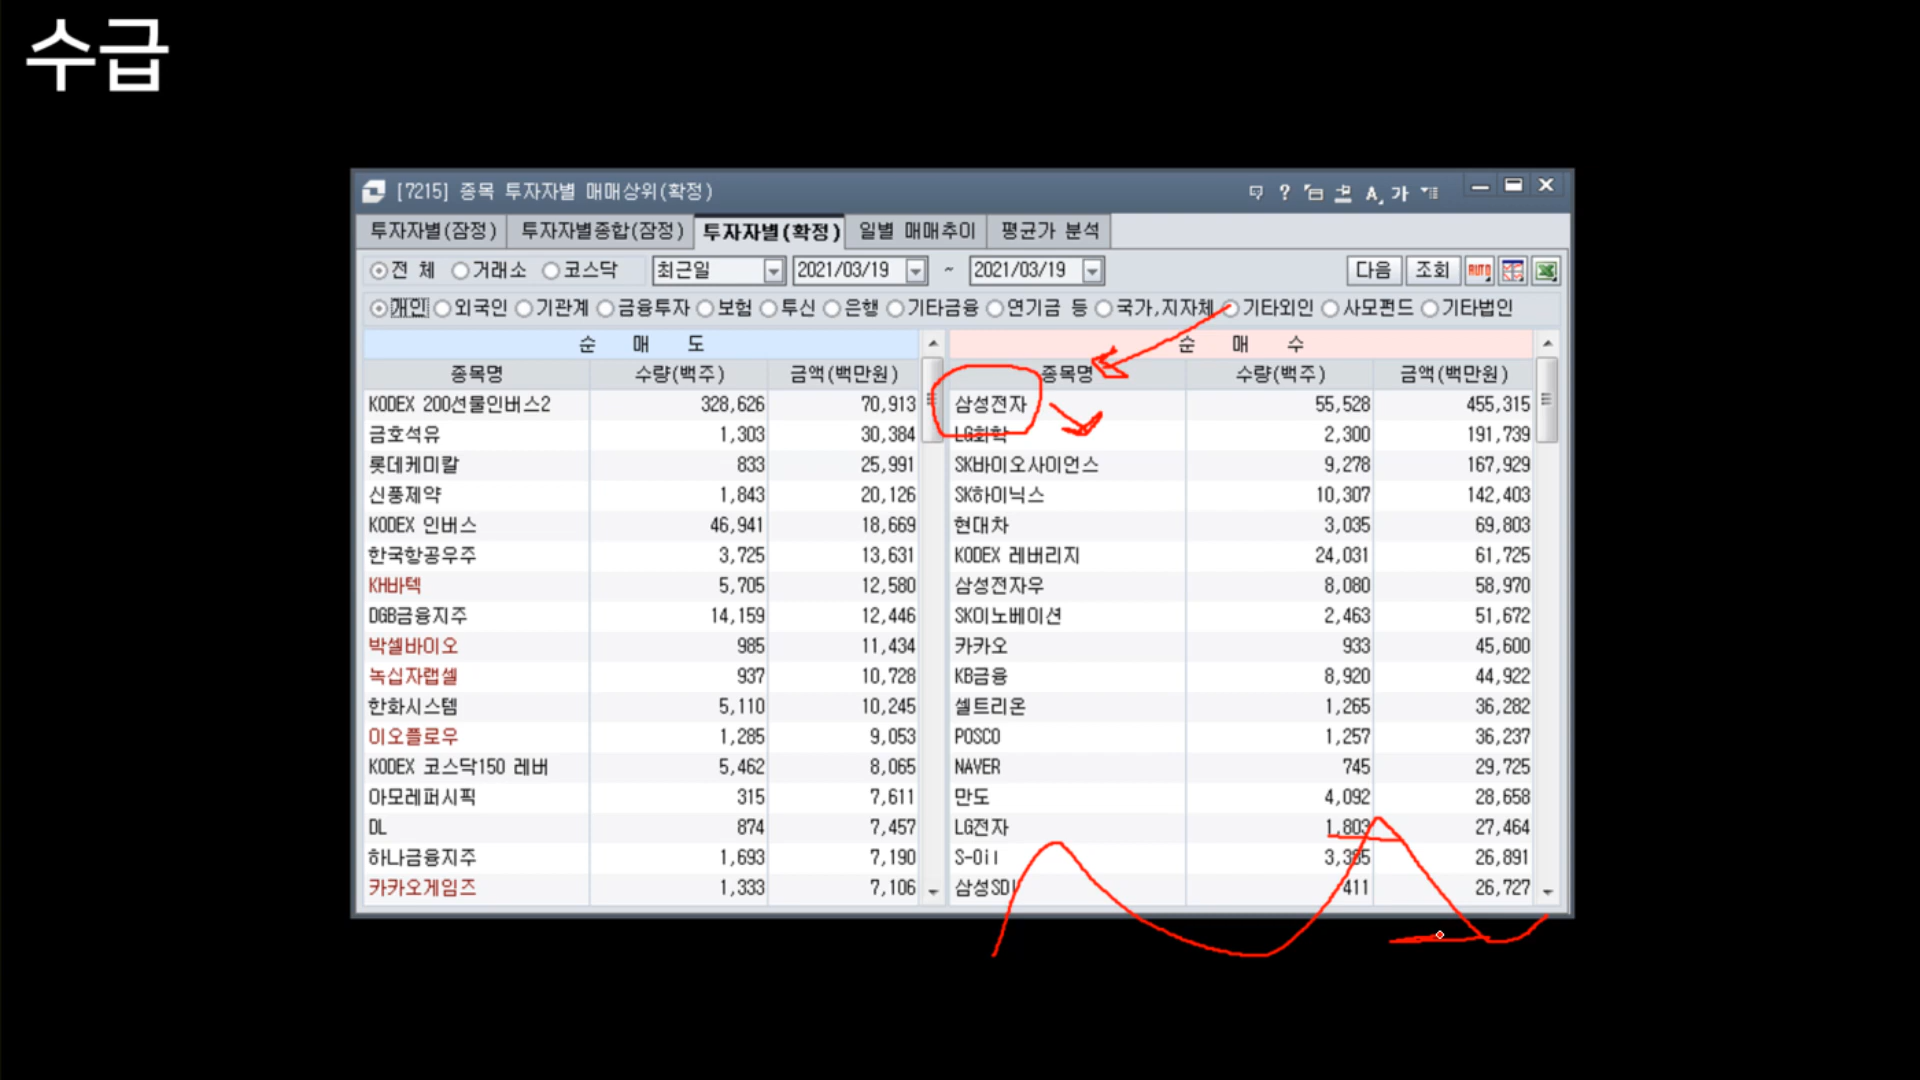 수급
[7215] 종목 투자자별 매매상위(확정)
투자자별(잠정) 투자자별종합(잠정) 투자자별(확정) 일별 매매추이 평균가 분석
전 체 거래소 코스닥 최근일 2021/03/19 ~ 2021/03/19 다음 조회 AUTO
개인 외국인 기관계 금융투자 보험 투신 은행 기타금융 연기금 등 국가,지자체 기타외인 사모펀드 기타법인
순 매 도 순 매 수
종목명 수량(백주) 금액(백만원) 종목명 수량(백주) 금액(백만원)
KODEX 200선물인버스2 328,626 70,913 삼성전자 55,528 455,315
금호석유 1,303 30,384 LG화학 2,300 191,739
롯데케미칼 833 25,991 SK바이오사이언스 9,278 167,929
신풍제약 1,843 20,126 SK하이닉스 10,307 142,403
KODEX 인버스 46,941 18,669 현대차 3,035 69,803
한국항공우주 3,725 13,631 KODEX 레버리지 24,031 61,725
KH바텍 5,705 12,580 삼성전자우 8,080 58,970
DGB금융지주 14,159 12,446 SK이노베이션 2,463 51,672
박셀바이오 985 11,434 카카오 933 45,600
녹십자랩셀 937 10,728 KB금융 8,920 44,922
한화시스템 5,110 10,245 셀트리온 1,265 36,282
이오플로우 1,285 9,053 POSCO 1,257 36,237
KODEX 코스닥150 레버 5,462 8,065 NAVER 745 29,725
아모레퍼시픽 315 7,611 만도 4,092 28,658
DL 874 7,457 LG전자 1,803 27,464
하나금융지주 1,693 7,190 S-Oil 26,891
카카오게임즈 1,333 7,106 삼성SDI 411 26,727